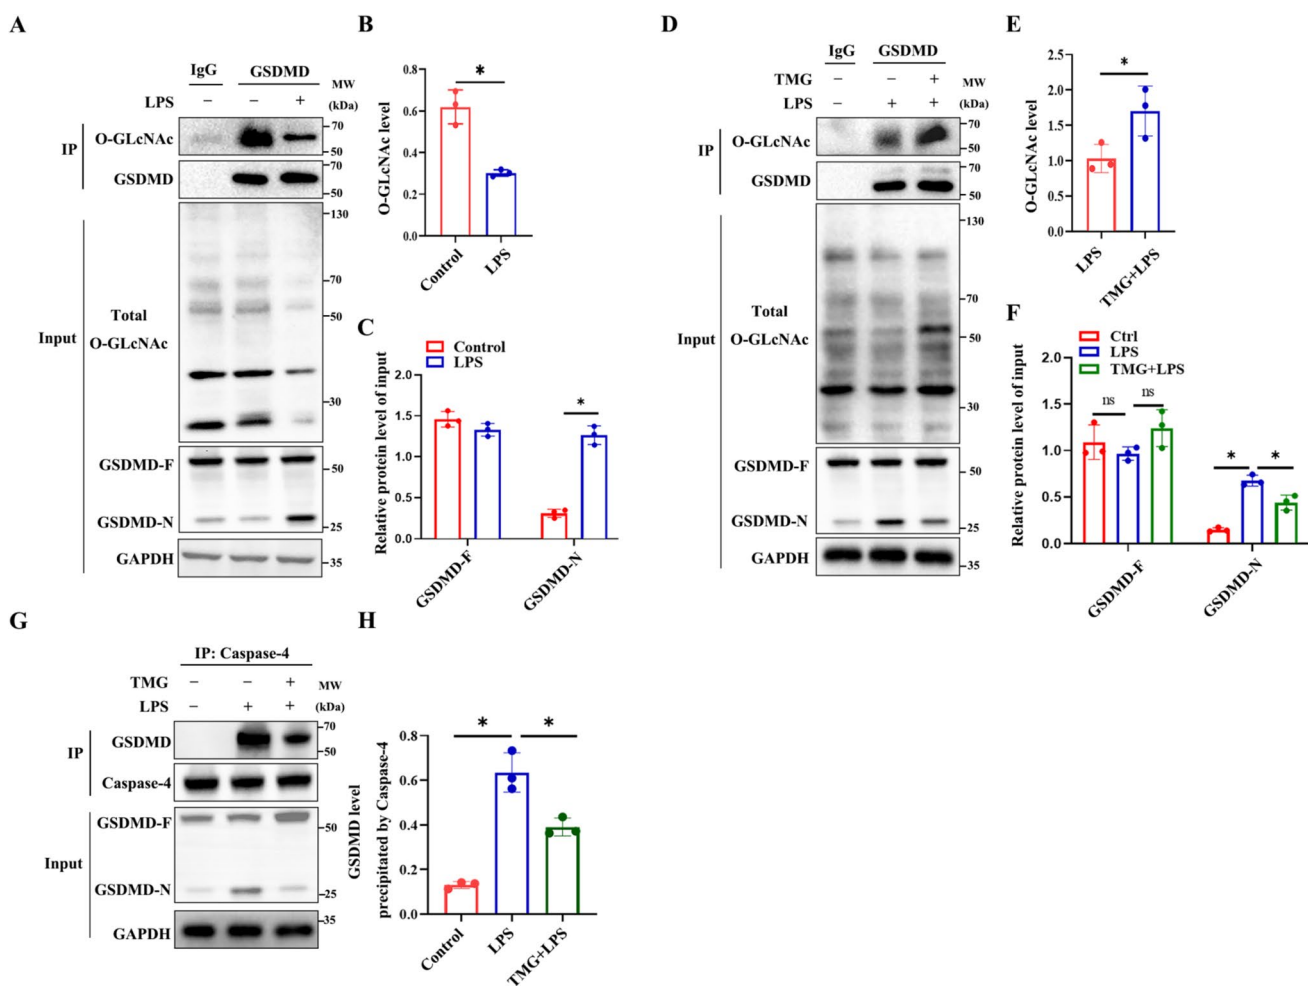 A
IgG
GSDMD
MW
(kDa)
LPS
–
–
+
IP
O-GLcNAc
70
50
GSDMD
70
50
Input
Total
O-GLcNAc
130
70
50
30
GSDMD-F
50
GSDMD-N
25
GAPDH
35
B
*
O-GLcNAc level
0.8
0.6
0.4
0.2
0.0
Control
LPS
C
Control
LPS
Relative protein level of input
2.0
1.5
1.0
0.5
0.0
*
GSDMD-F
GSDMD-N
D
IgG
GSDMD
TMG
–
–
+
MW
LPS
–
+
+
(kDa)
IP
O-GLcNAc
70
50
GSDMD
70
50
Input
Total
O-GLcNAc
130
70
50
30
GSDMD-F
50
GSDMD-N
25
GAPDH
35
E
*
O-GLcNAc level
2.5
2.0
1.5
1.0
0.5
0.0
LPS
TMG+LPS
F
Ctrl
LPS
TMG+LPS
Relative protein level of input
2.0
1.5
1.0
0.5
0.0
ns
ns
*
*
GSDMD-F
GSDMD-N
G
IP: Caspase-4
TMG
–
–
+
MW
LPS
–
+
+
(kDa)
IP
GSDMD
70
50
Caspase-4
Input
GSDMD-F
50
GSDMD-N
25
GAPDH
35
H
GSDMD level
precipitated by Caspase-4
0.8
0.6
0.4
0.2
0.0
*
*
Control
LPS
TMG+LPS